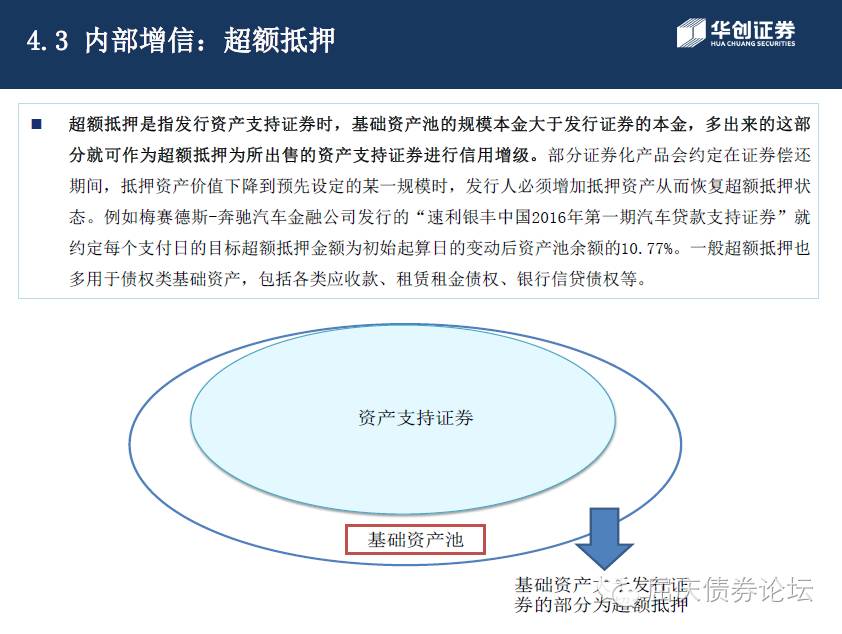 4.3 内部增信：超额抵押
华创证券
HUA CHUANG SECURITIES
■ 超额抵押是指发行资产支持证券时，基础资产池的规模本金大于发行证券的本金，多出来的这部
分就可作为超额抵押为所出售的资产支持证券进行信用增级。部分证券化产品会约定在证券偿还
期间，抵押资产价值下降到预先设定的某一规模时，发行人必须增加抵押资产从而恢复超额抵押状
态。例如梅赛德斯-奔驰汽车金融公司发行的“速利银丰中国2016年第一期汽车贷款支持证券”就
约定每个支付日的目标超额抵押金额为初始起算日的变动后资产池余额的10.77%。一般超额抵押也
多用于债权类基础资产，包括各类应收款、租赁租金债权、银行信贷债权等。
资产支持证券
基础资产池
基础资产大于发行证
券的部分为超额抵押
屈庆债券论坛